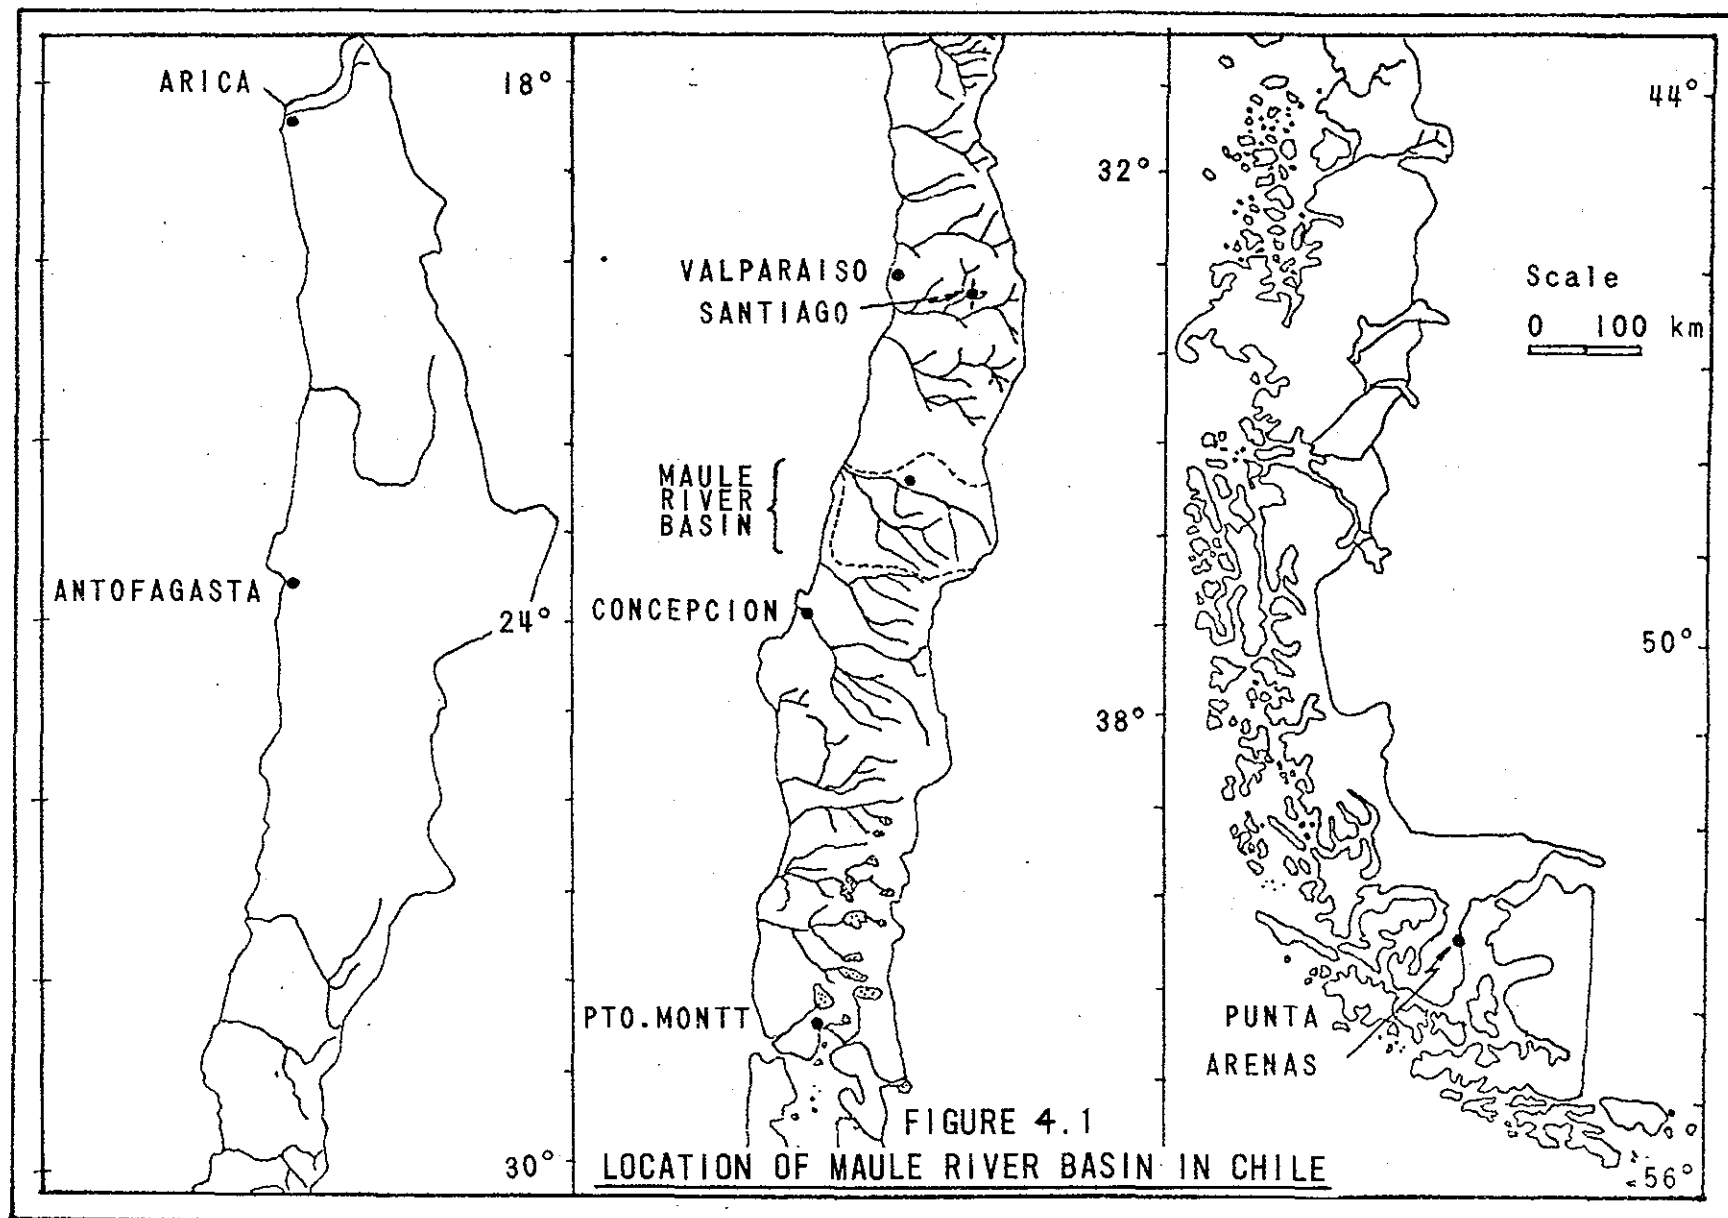 ARICA
18°
ANTOFAGASTA
24°
30°
32°
VALPARAISO
SANTIAGO
MAULE
RIVER
BASIN
CONCEPCION
38°
PTO.MONTT
44°
Scale
0 100 km
50°
PUNTA
ARENAS
56°
FIGURE 4.1
LOCATION OF MAULE RIVER BASIN IN CHILE